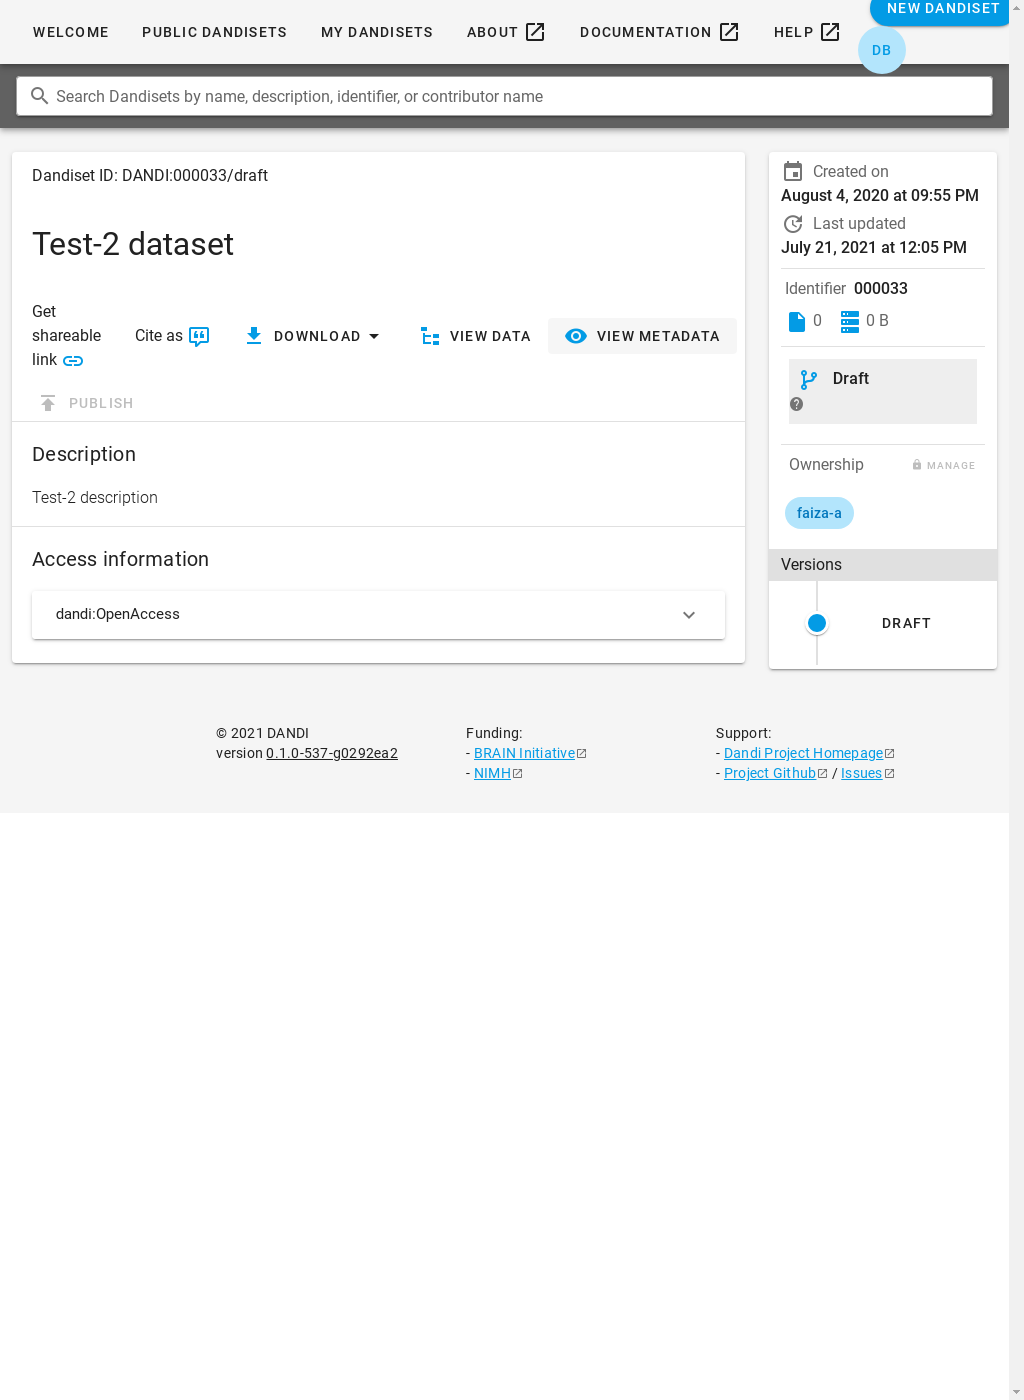 WELCOME
PUBLIC DANDISETS
MY DANDISETS
ABOUT
DOCUMENTATION
HELP
NEW DANDISET
DB
Search Dandisets by name, description, identifier, or contributor name
Dandiset ID: DANDI:000033/draft
Test-2 dataset
Get
shareable
link
Cite as
DOWNLOAD
VIEW DATA
VIEW METADATA
PUBLISH
Description
Test-2 description
Access information
dandi:OpenAccess
Created on
August 4, 2020 at 09:55 PM
Last updated
July 21, 2021 at 12:05 PM
Identifier 000033
0
0 B
Draft
Ownership
MANAGE
faiza-a
Versions
DRAFT
© 2021 DANDI
version 0.1.0-537-g0292ea2
Funding:
- BRAIN Initiative
- NIMH
Support:
- Dandi Project Homepage
- Project Github / Issues